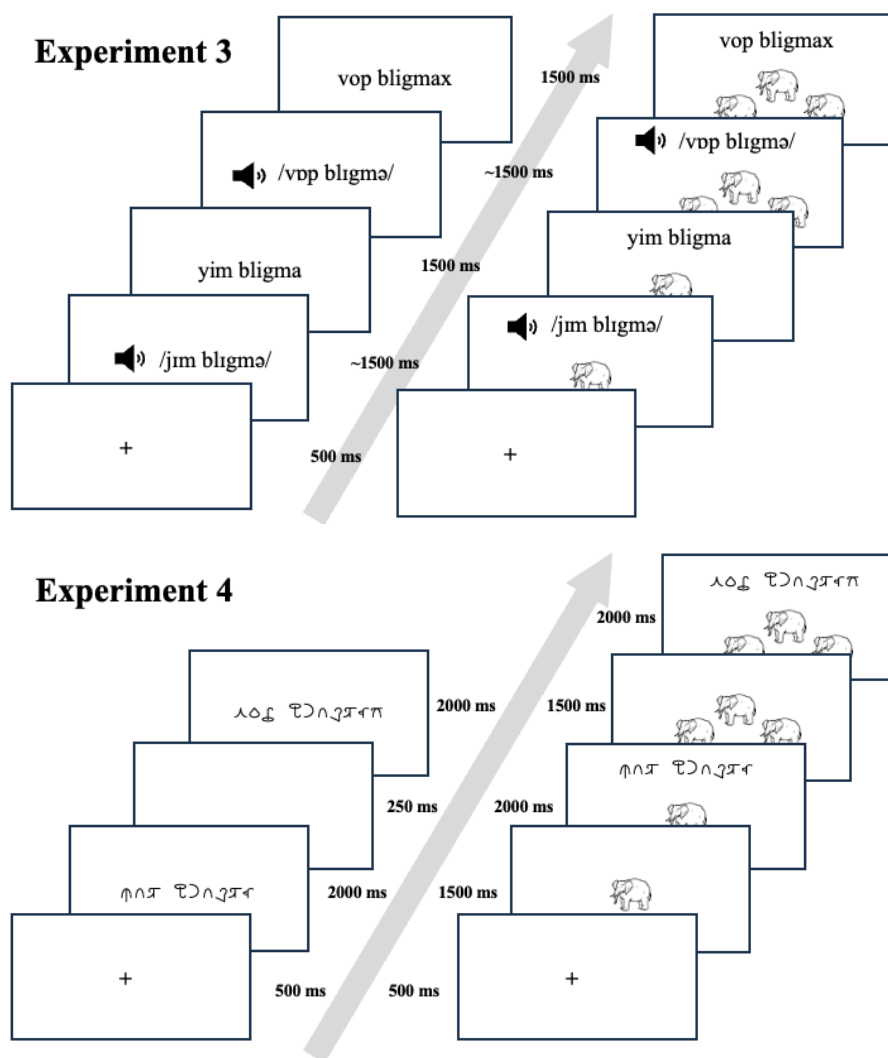 Experiment 3
vop bligmax
/vɒp blɪgmə/
yim bligma
/jɪm blɪgmə/
+
1500 ms
~1500 ms
1500 ms
~1500 ms
500 ms
vop bligmax
/vɒp blɪgmə/
yim bligma
/jɪm blɪgmə/
+
Experiment 4
2000 ms
250 ms
2000 ms
500 ms
+
2000 ms
1500 ms
2000 ms
1500 ms
500 ms
+